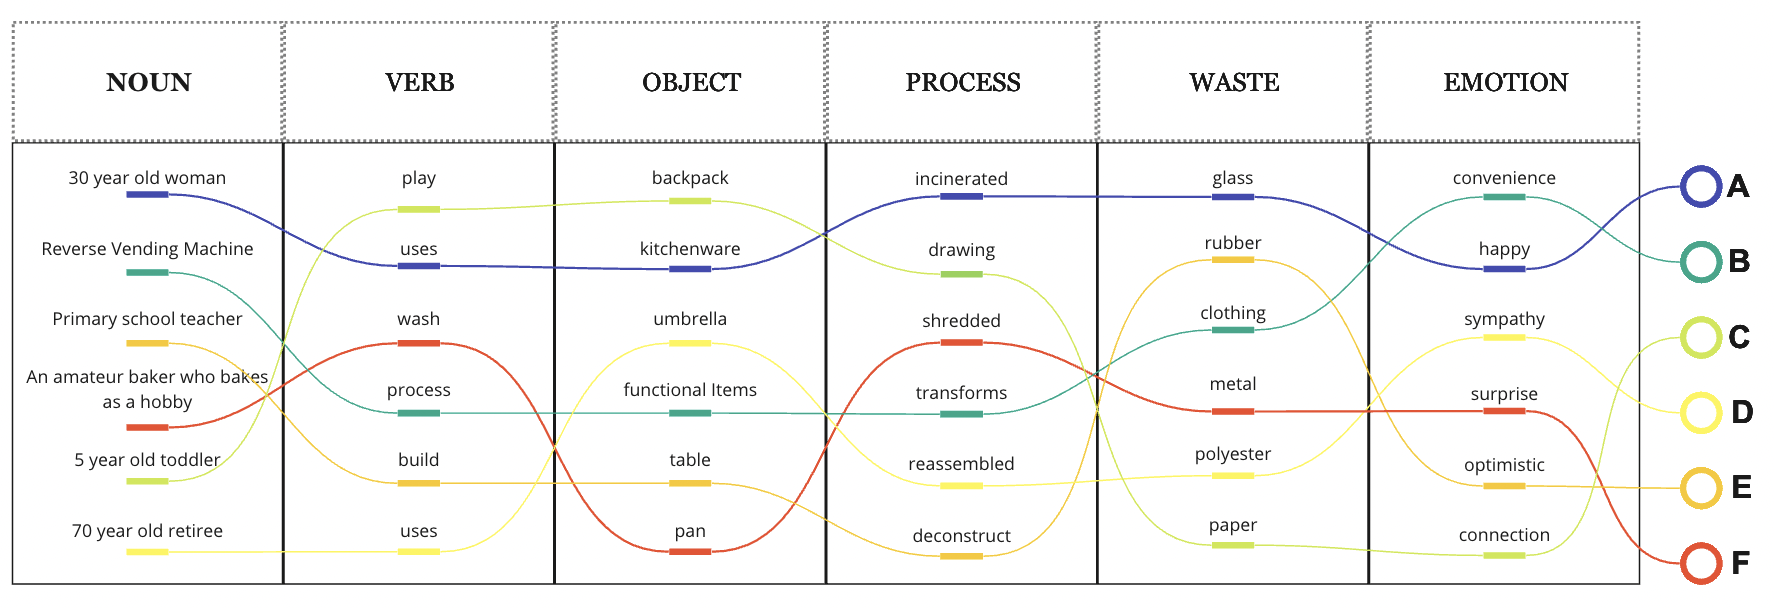 NOUN
VERB
OBJECT
PROCESS
WASTE
EMOTION
30 year old woman
play
backpack
incinerated
glass
convenience
A
Reverse Vending Machine
uses
kitchenware
drawing
rubber
happy
B
Primary school teacher
wash
umbrella
shredded
clothing
sympathy
C
An amateur baker who bakes
as a hobby
process
functional Items
transforms
metal
surprise
D
5 year old toddler
build
table
reassembled
polyester
optimistic
E
70 year old retiree
uses
pan
deconstruct
paper
connection
F